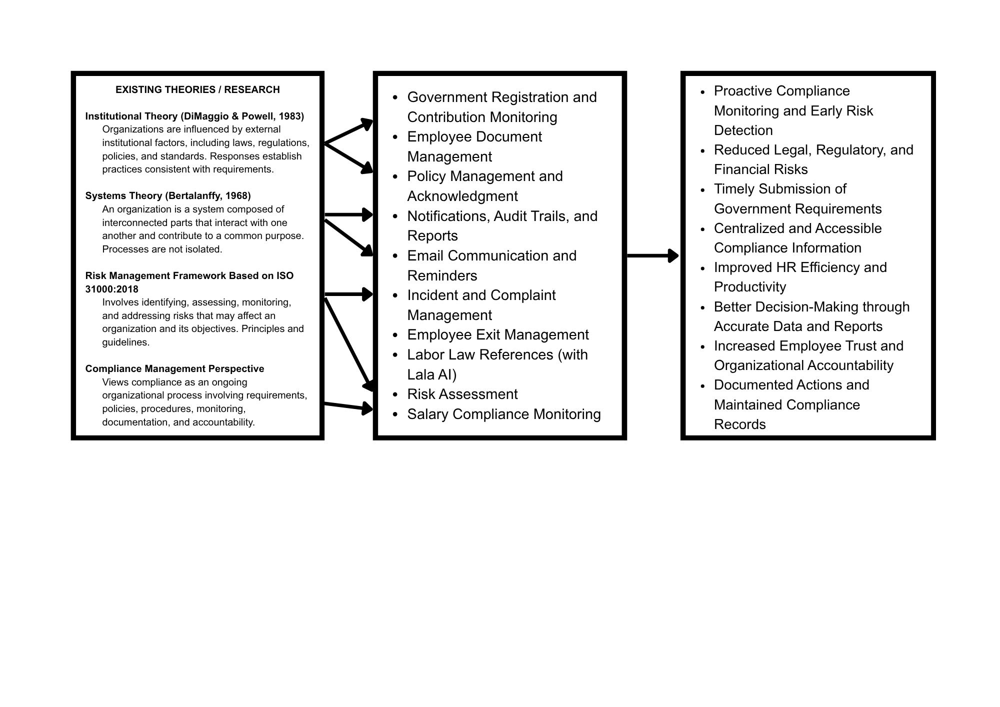 EXISTING THEORIES / RESEARCH
Institutional Theory (DiMaggio & Powell, 1983)
Organizations are influenced by external
institutional factors, including laws, regulations,
policies, and standards. Responses establish
practices consistent with requirements.
Systems Theory (Bertalanffy, 1968)
An organization is a system composed of
interconnected parts that interact with one
another and contribute to a common purpose.
Processes are not isolated.
Risk Management Framework Based on ISO
31000:2018
Involves identifying, assessing, monitoring,
and addressing risks that may affect an
organization and its objectives. Principles and
guidelines.
Compliance Management Perspective
Views compliance as an ongoing
organizational process involving requirements,
policies, procedures, monitoring,
documentation, and accountability.
• Government Registration and
Contribution Monitoring
• Employee Document
Management
• Policy Management and
Acknowledgment
• Notifications, Audit Trails, and
Reports
• Email Communication and
Reminders
• Incident and Complaint
Management
• Employee Exit Management
• Labor Law References (with
Lala AI)
• Risk Assessment
• Salary Compliance Monitoring
• Proactive Compliance
Monitoring and Early Risk
Detection
• Reduced Legal, Regulatory, and
Financial Risks
• Timely Submission of
Government Requirements
• Centralized and Accessible
Compliance Information
• Improved HR Efficiency and
Productivity
• Better Decision-Making through
Accurate Data and Reports
• Increased Employee Trust and
Organizational Accountability
• Documented Actions and
Maintained Compliance
Records